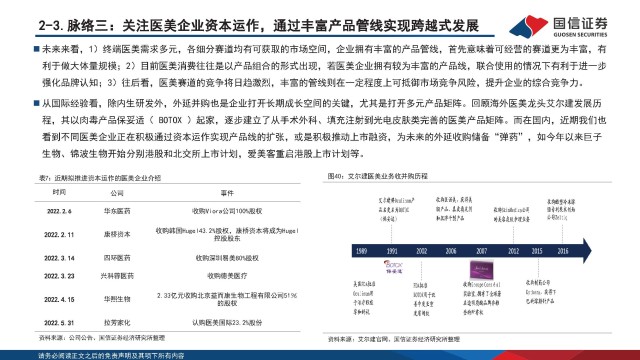 2-3.脉络三：关注医美企业资本运作，通过丰富产品管线实现跨越式发展
国信证券
GUOSEN SECURITIES
未来来看，1）终端医美需求多元，各细分赛道均有可获取的市场空间，企业拥有丰富的产品管线，首先意味着可经营的赛道更为丰富，有
利于做大体量规模；2）目前医美消费往往是以产品组合的形式出现，若医美企业拥有较为丰富的产品线，联合使用的情况下有利于进一步
强化品牌认知；3）往后看，医美赛道的竞争将日趋激烈，丰富的管线则在一定程度上可抵御市场竞争风险，提升企业的综合竞争力。
从国际经验看，除内生研发外，外延并购也是企业打开长期成长空间的关键，尤其是打开多元产品矩阵。回顾海外医美龙头艾尔建发展历
程，其以肉毒产品保妥适（ BOTOX ）起家，逐步建立了从手术外科、填充注射到光电皮肤类完善的医美产品矩阵。而在国内，近期我们也
看到不同医美企业正在积极通过资本运作实现产品线的扩张，或是积极推动上市融资，为未来的外延收购储备“弹药”，如今年以来巨子
生物、锦波生物开始分别港股和北交所上市计划，爱美客重启港股上市计划等。
表7：近期拟推进资本运作的医美企业介绍
时间 公司 事件
2022.2.6 华东医药 收购Viora公司100%股权
2022.2.11 康桥资本 收购韩国Hugel43.2%股权，康桥资本将成为Hugel
控股股东
2022.3.14 四环医药 收购深圳易美80%股权
2022.3.23 兴科蓉医药 收购德美医疗
2022.4.15 华熙生物 2.33亿元收购北京益而康生物工程有限公司51%
的股权
2022.5.31 拉芳家化 认购医美国际23.2%股份
资料来源：公司公告、国信证券经济研究所整理
图40：艾尔建医美业务收并购历程
1989 1991 2002 2006 2007 2012 2015 2016
BOTOX
资料来源：艾尔建官网，国信证券经济研究所整理
请务必阅读正文之后的免责声明及其项下所有内容